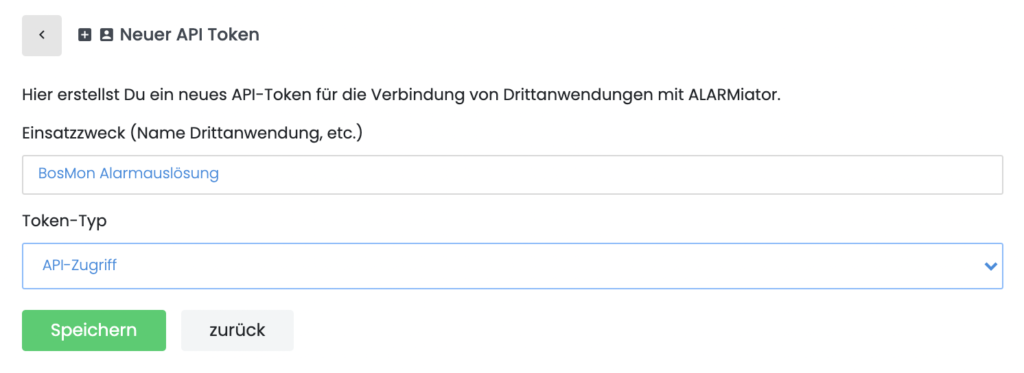 Neuer API Token
Hier erstellst Du ein neues API-Token für die Verbindung von Drittanwendungen mit ALARMiator.
Einsatzzweck (Name Drittanwendung, etc.)
BosMon Alarmauslösung
Token-Typ
API-Zugriff
Speichern zurück